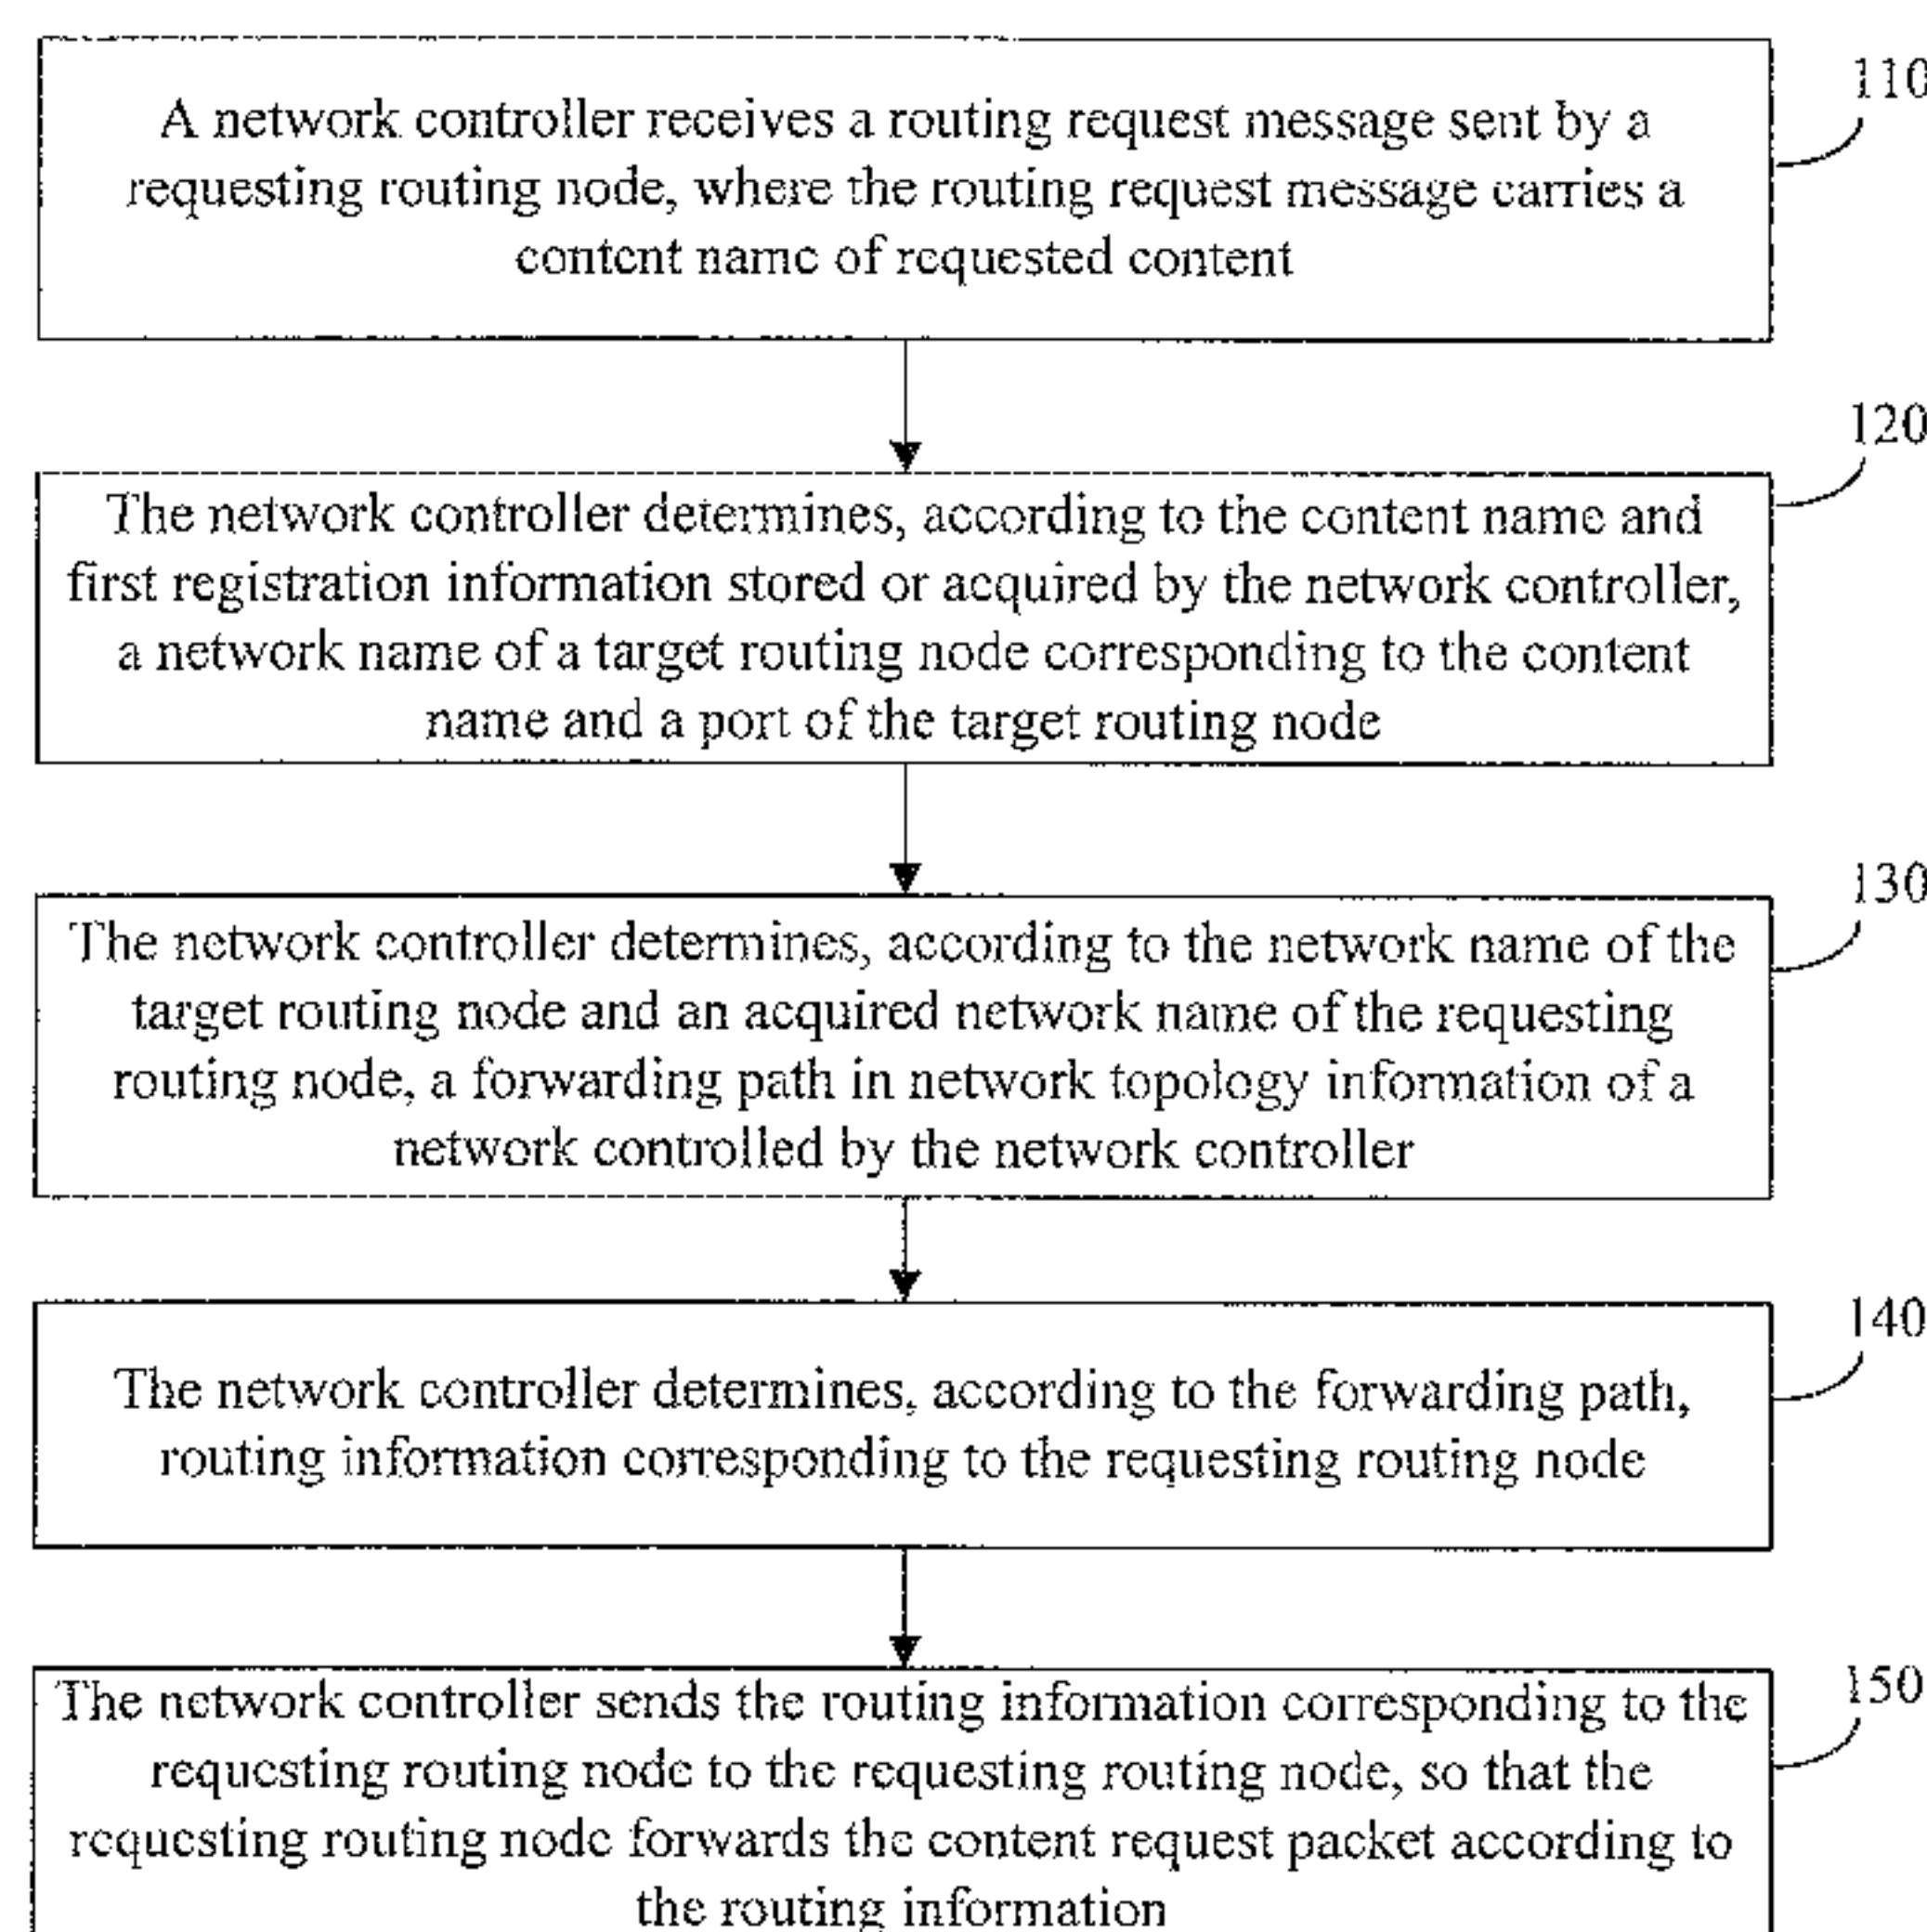 110
A network controller receives a routing request message sent by a
requesting routing node, where the routing request message carries a
content name of requested content
120
The network controller determines, according to the content name and
first registration information stored or acquired by the network controller,
a network name of a target routing node corresponding to the content
name and a port of the target routing node
130
The network controller determines, according to the network name of the
target routing node and an acquired network name of the requesting
routing node, a forwarding path in network topology information of a
network controlled by the network controller
140
The network controller determines, according to the forwarding path,
routing information corresponding to the requesting routing node
150
The network controller sends the routing information corresponding to the
requesting routing node to the requesting routing node, so that the
requesting routing node forwards the content request packet according to
the routing information